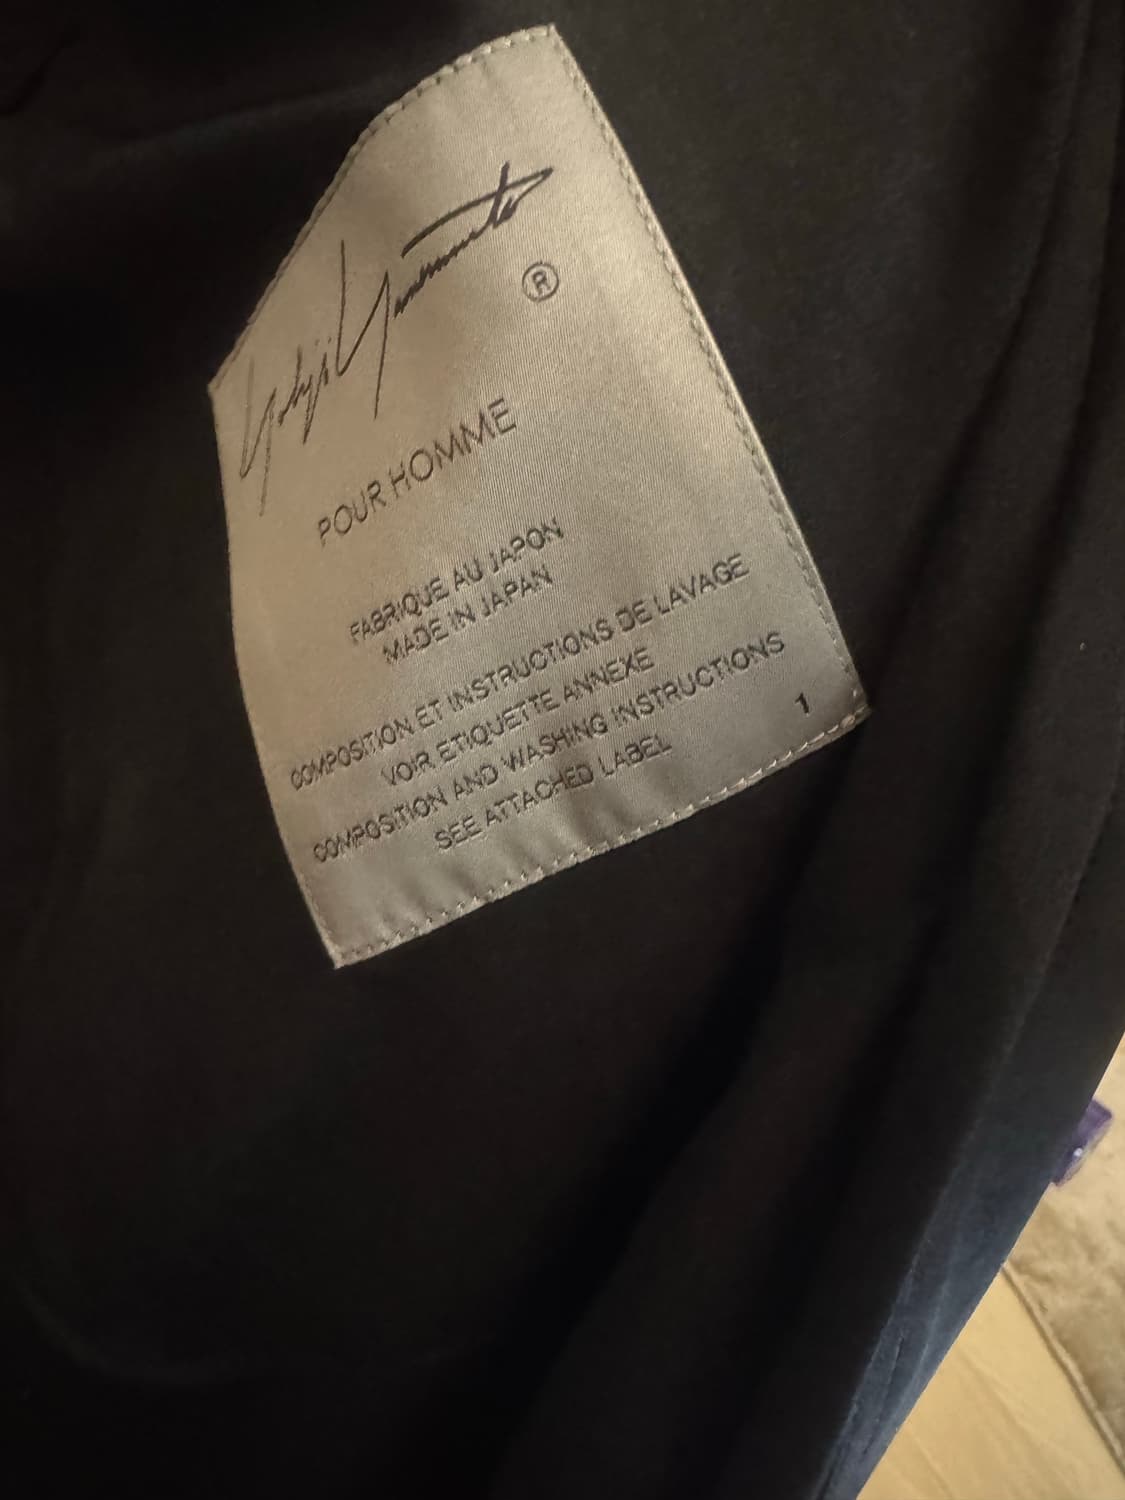 Yohji Yamamoto
®
POUR HOMME
FABRIQUE AU JAPON
MADE IN JAPAN
COMPOSITION ET INSTRUCTIONS DE LAVAGE
VOIR ETIQUETTE ANNEXE
COMPOSITION AND WASHING INSTRUCTIONS
SEE ATTACHED LABEL
1